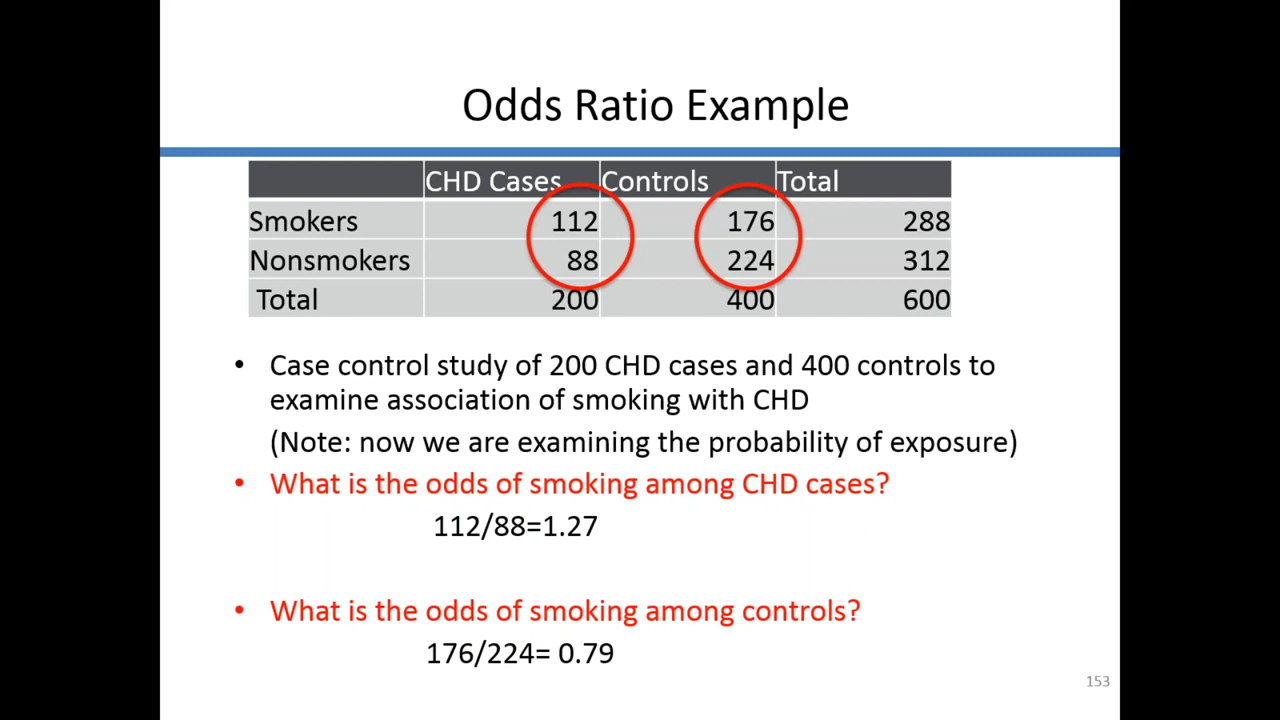 Odds Ratio Example
CHD Cases Controls Total
Smokers 112 176 288
Nonsmokers 88 224 312
Total 200 400 600
• Case control study of 200 CHD cases and 400 controls to
examine association of smoking with CHD
(Note: now we are examining the probability of exposure)
• What is the odds of smoking among CHD cases?
112/88=1.27
• What is the odds of smoking among controls?
176/224= 0.79
153